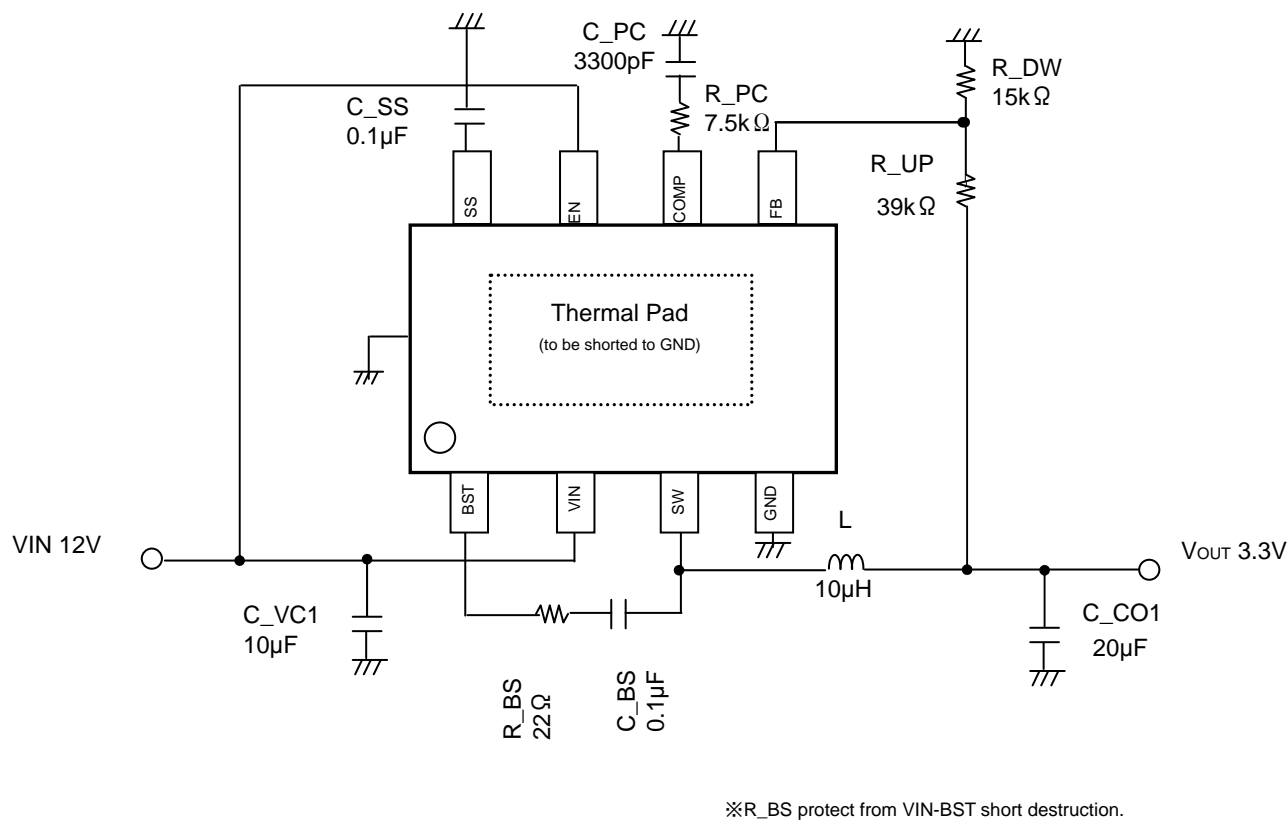 C_PC
3300pF
C_SS
0.1µF
R_PC
7.5kΩ
R_DW
15kΩ
R_UP
39kΩ
SS
EN
COMP
FB
Thermal Pad
(to be shorted to GND)
BST
VIN
SW
GND
VIN 12V
L
10µH
VOUT 3.3V
C_VC1
10µF
C_CO1
20µF
R_BS
22Ω
C_BS
0.1µF
※R_BS protect from VIN-BST short destruction.